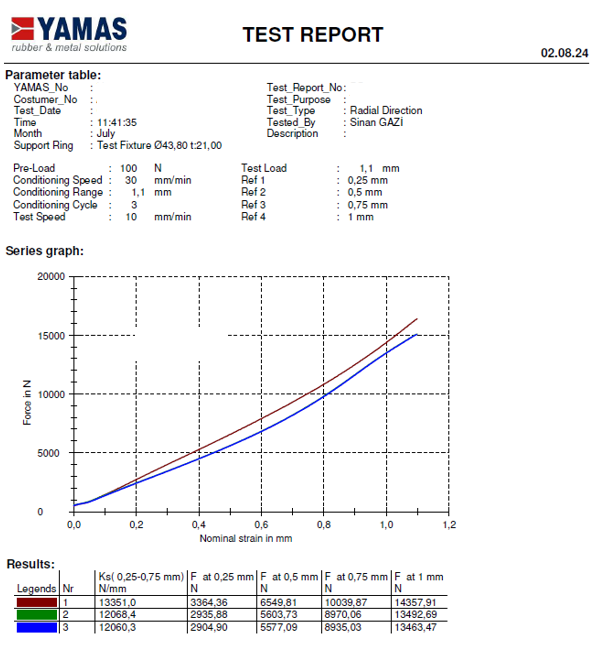 YAMAS
rubber & metal solutions
TEST REPORT
02.08.24
Parameter table:
YAMAS_No :
Costumer_No : .
Test_Date :
Time : 11:41:35
Month : July
Support Ring : Test Fixture Ø43,80 t:21,00
Test_Report_No:
Test_Purpose :
Test_Type : Radial Direction
Tested_By : Sinan GAZİ
Description :
Pre-Load : 100 N
Conditioning Speed : 30 mm/min
Conditioning Range : 1,1 mm
Conditioning Cycle : 3
Test Speed : 10 mm/min
Test Load : 1,1 mm
Ref 1 : 0,25 mm
Ref 2 : 0,5 mm
Ref 3 : 0,75 mm
Ref 4 : 1 mm
Series graph:
20000
15000
10000
5000
0
Force in N
0,0 0,2 0,4 0,6 0,8 1,0 1,2
Nominal strain in mm
Results:
Ks( 0,25-0,75 mm) F at 0,25 mm F at 0,5 mm F at 0,75 mm F at 1 mm
Legends Nr N/mm N N N N
1 13351,0 3364,36 6549,81 10039,87 14357,91
2 12068,4 2935,88 5603,73 8970,06 13492,69
3 12060,3 2904,90 5577,09 8935,03 13463,47